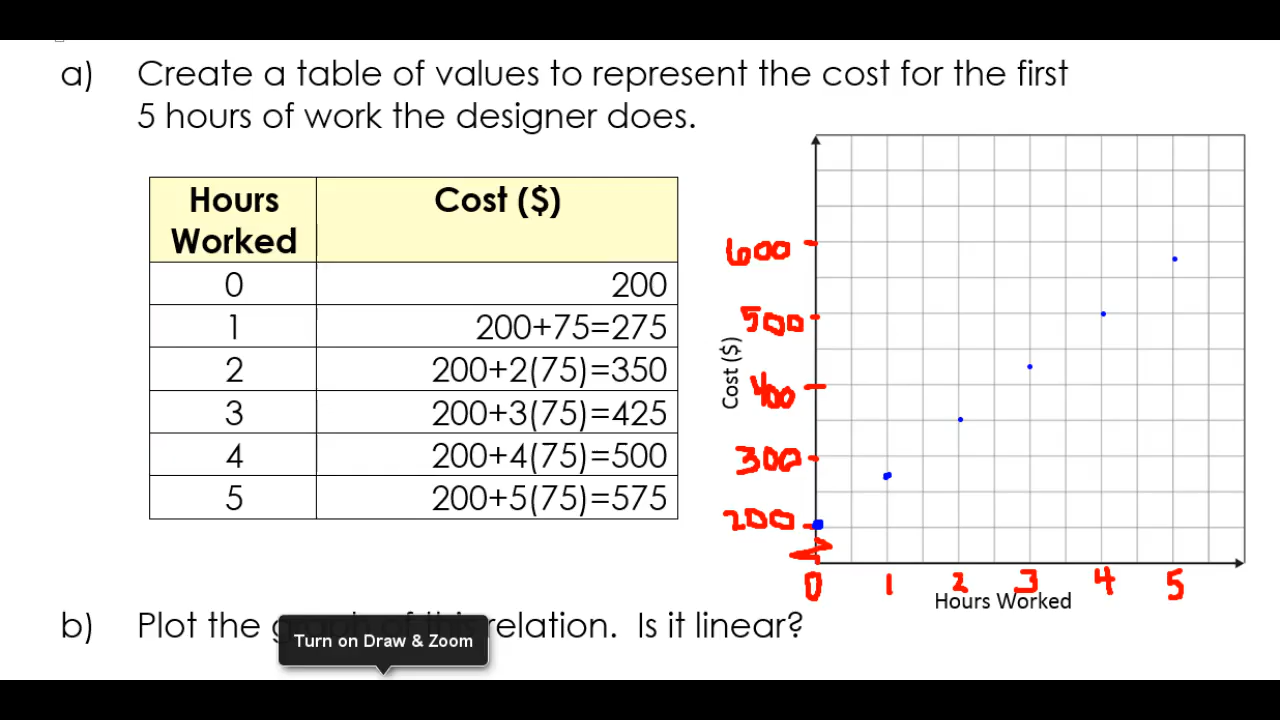 a) Create a table of values to represent the cost for the first
5 hours of work the designer does.
Hours Worked Cost ($)
0 200
1 200+75=275
2 200+2(75)=350
3 200+3(75)=425
4 200+4(75)=500
5 200+5(75)=575
600
500
Cost ($)
400
300
200
0 1 2 3 4 5
Hours Worked
b) Plot the graph of this relation. Is it linear?
Turn on Draw & Zoom